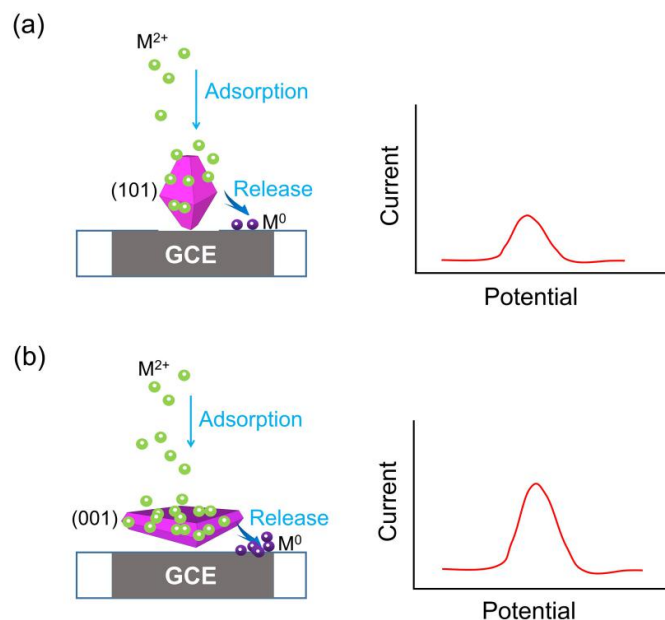 (a)
M²⁺
Adsorption
(101)
Release
M⁰
GCE
Current
Potential
(b)
M²⁺
Adsorption
(001)
Release
M⁰
GCE
Current
Potential